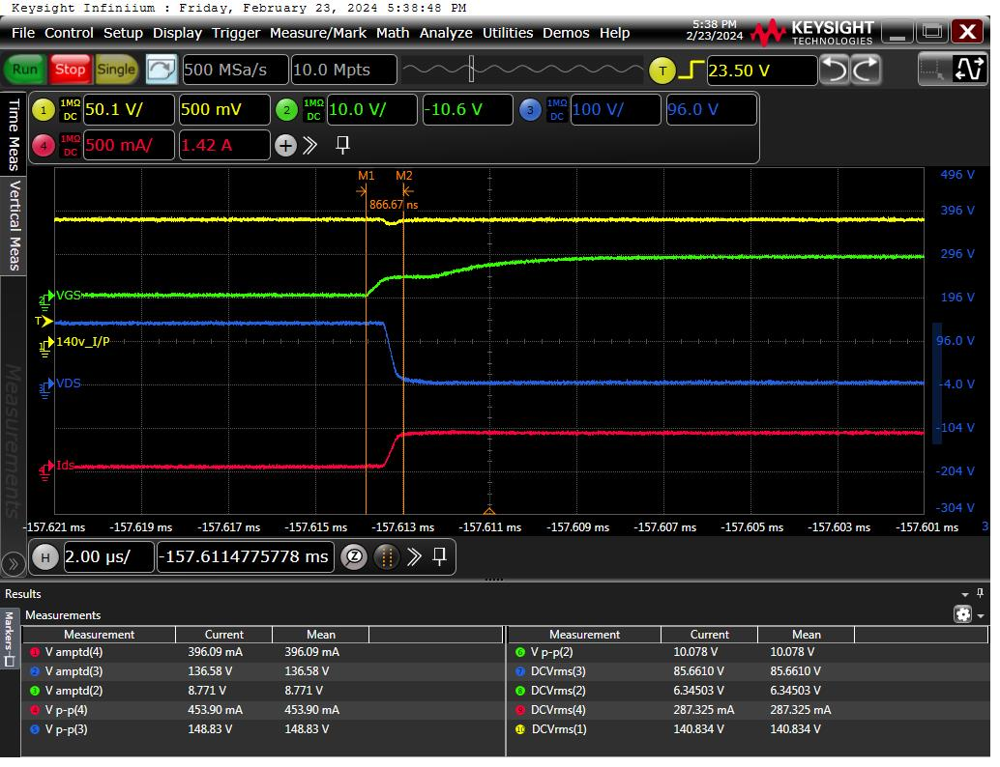 Keysight Infiniium : Friday, February 23, 2024 5:38:48 PM
File Control Setup Display Trigger Measure/Mark Math Analyze Utilities Demos Help
5:38 PM
2/23/2024
KEYSIGHT
TECHNOLOGIES
Run Stop Single 500 MSa/s 10.0 Mpts T 23.50 V
1 1MΩ DC 50.1 V/ 500 mV 2 1MΩ DC 10.0 V/ -10.6 V 3 1MΩ DC 100 V/ 96.0 V
4 1MΩ DC 500 mA/ 1.42 A
Time Meas
Vertical Meas
Measurements
M1 M2
866.67 ns
496 V
396 V
296 V
196 V
96.0 V
-4.0 V
-104 V
-204 V
-304 V
2 VGS
T
1 140v_I/P
3 VDS
4 Ids
-157.621 ms -157.619 ms -157.617 ms -157.615 ms -157.613 ms -157.611 ms -157.609 ms -157.607 ms -157.605 ms -157.603 ms -157.601 ms 3
H 2.00 µs/ -157.6114775778 ms
Results
Markers
Measurements
Measurement Current Mean
1 V amptd(4) 396.09 mA 396.09 mA
2 V amptd(3) 136.58 V 136.58 V
3 V amptd(2) 8.771 V 8.771 V
4 V p-p(4) 453.90 mA 453.90 mA
5 V p-p(3) 148.83 V 148.83 V
Measurement Current Mean
6 V p-p(2) 10.078 V 10.078 V
7 DCVrms(3) 85.6610 V 85.6610 V
8 DCVrms(2) 6.34503 V 6.34503 V
9 DCVrms(4) 287.325 mA 287.325 mA
10 DCVrms(1) 140.834 V 140.834 V